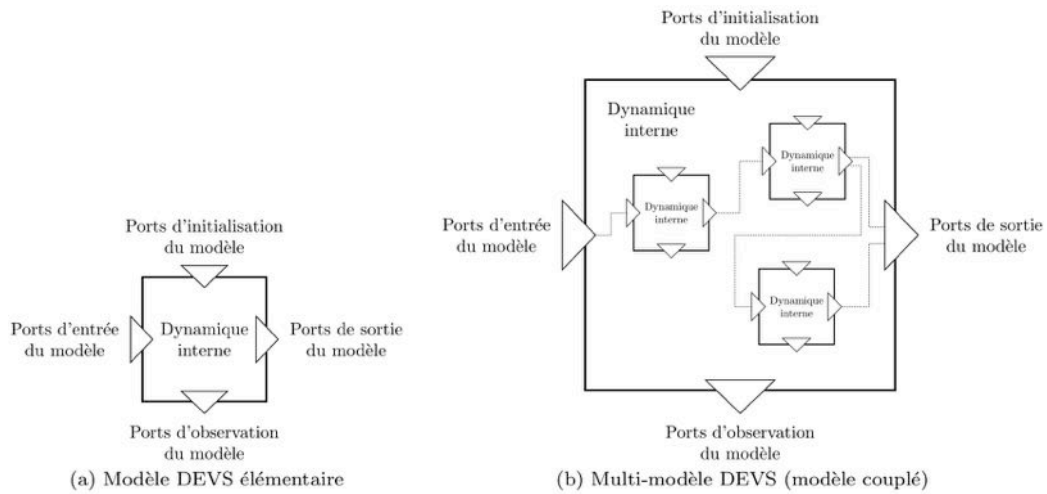 Ports d'initialisation
du modèle
Ports d'entrée
du modèle
Dynamique
interne
Ports de sortie
du modèle
Ports d'observation
du modèle
(a) Modèle DEVS élémentaire
Ports d'initialisation
du modèle
Dynamique
interne
Ports d'entrée
du modèle
Dynamique
interne
Dynamique
interne
Dynamique
interne
Ports de sortie
du modèle
Ports d'observation
du modèle
(b) Multi-modèle DEVS (modèle couplé)